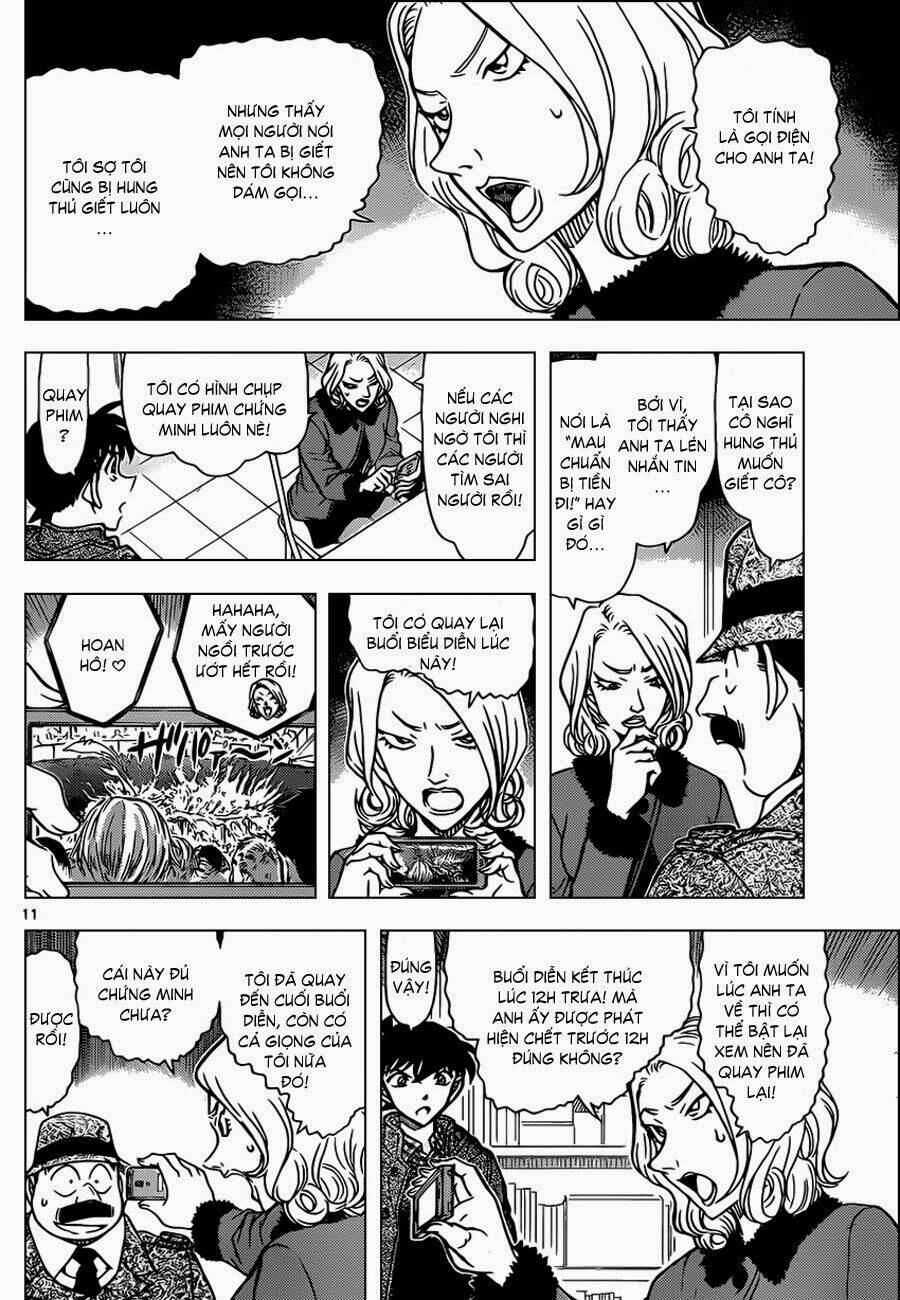 TÔI TÍNH
LÀ GỌI ĐIỆN
CHO ANH TA!
NHƯNG THẤY
MỌI NGƯỜI NÓI
ANH TA BỊ GIẾT
NÊN TÔI KHÔNG
DÁM GỌI...
TÔI SỢ TÔI
CŨNG BỊ HUNG
THỦ GIẾT LUÔN
...
TẠI SAO
CÔ NGHĨ
HUNG THỦ
MUỐN
GIẾT CÔ?
BỞI VÌ,
TÔI THẤY
ANH TA LÉN
NHẮN TIN
...
NÓI LÀ
"MAU
CHUẨN
BỊ TIỀN
ĐI!" HAY
GÌ GÌ
ĐÓ...
NẾU CÁC
NGƯỜI NGHI
NGỜ TÔI THÌ
CÁC NGƯỜI
TÌM SAI
NGƯỜI RỒI!
TÔI CÓ HÌNH CHỤP
QUAY PHIM CHỨNG
MINH LUÔN NÈ!
QUAY
PHIM
?
TÔI CÓ QUAY LẠI
BUỔI BIỂU DIỄN LÚC
NÀY!
HAHAHA,
MẤY NGƯỜI
NGỒI TRƯỚC
ƯỚT HẾT RỒI!
HOAN
HÔ! ♡
11
VÌ TÔI MUỐN
LÚC ANH TA
VỀ THÌ CÓ
THỂ BẬT LẠI
XEM NÊN ĐÃ
QUAY PHIM
LẠI!
BUỔI DIỄN KẾT THÚC
LÚC 12H TRƯA! MÀ
ANH ẤY ĐƯỢC PHÁT
HIỆN CHẾT TRƯỚC 12H
ĐÚNG KHÔNG?
ĐÚNG
VẬY!
TÔI ĐÃ QUAY
ĐẾN CUỐI BUỔI
DIỄN, CÒN CÓ
CẢ GIỌNG CỦA
TÔI NỮA
ĐÓ!
CÁI NÀY ĐỦ
CHỨNG MINH
CHƯA?
ĐƯỢC
RỒI!